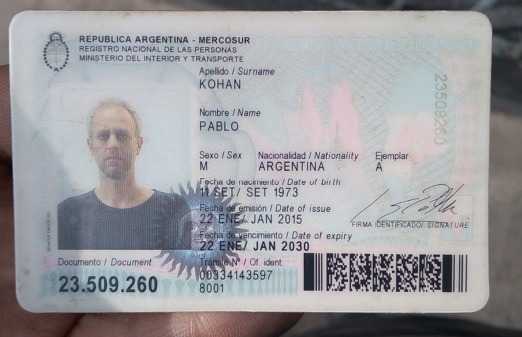 REPUBLICA ARGENTINA - MERCOSUR
REGISTRO NACIONAL DE LAS PERSONAS
MINISTERIO DEL INTERIOR Y TRANSPORTE
Apellido / Surname
KOHAN
Nombre / Name
PABLO
Sexo / Sex Nacionalidad / Nationality Ejemplar
M ARGENTINA A
Fecha de nacimiento / Date of birth
11 SET/ SET 1973
Fecha de emisión / Date of issue
22 ENE/ JAN 2015
FIRMA IDENTIFICADO/ SIGNATURE
Fecha de vencimiento / Date of expiry
22 ENE/ JAN 2030
Documento / Document
23.509.260
Trámite N° / Of. ident.
00334143597
8001
23509260